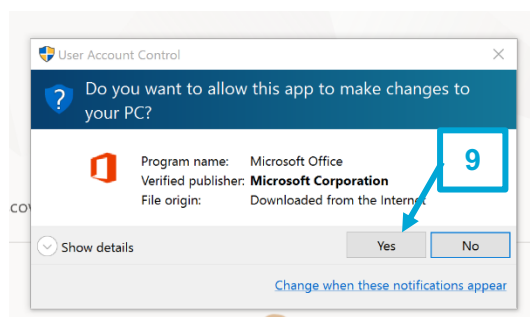 User Account Control
Do you want to allow this app to make changes to
your PC?
Program name: Microsoft Office
Verified publisher: Microsoft Corporation
File origin: Downloaded from the Internet
9
Show details
Yes
No
Change when these notifications appear